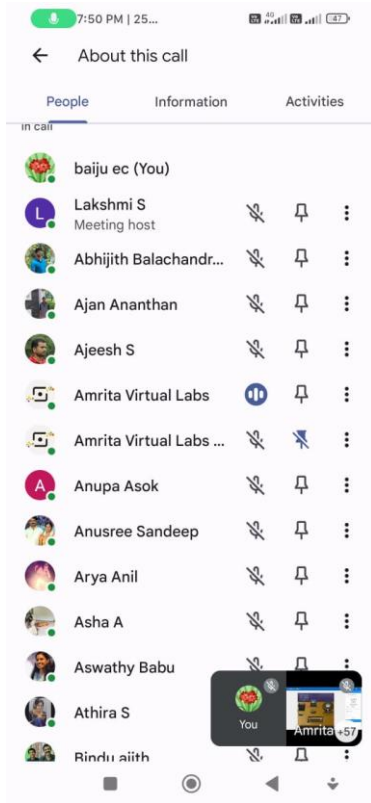 7:50 PM | 25...
4G
47
About this call
People
Information
Activities
In call
baiju ec (You)
L
Lakshmi S
Meeting host
Abhijith Balachandr...
Ajan Ananthan
Ajeesh S
Amrita Virtual Labs
Amrita Virtual Labs ...
A
Anupa Asok
Anusree Sandeep
Arya Anil
Asha A
Aswathy Babu
Athira S
You
Amrita
+57
Bindu ajith